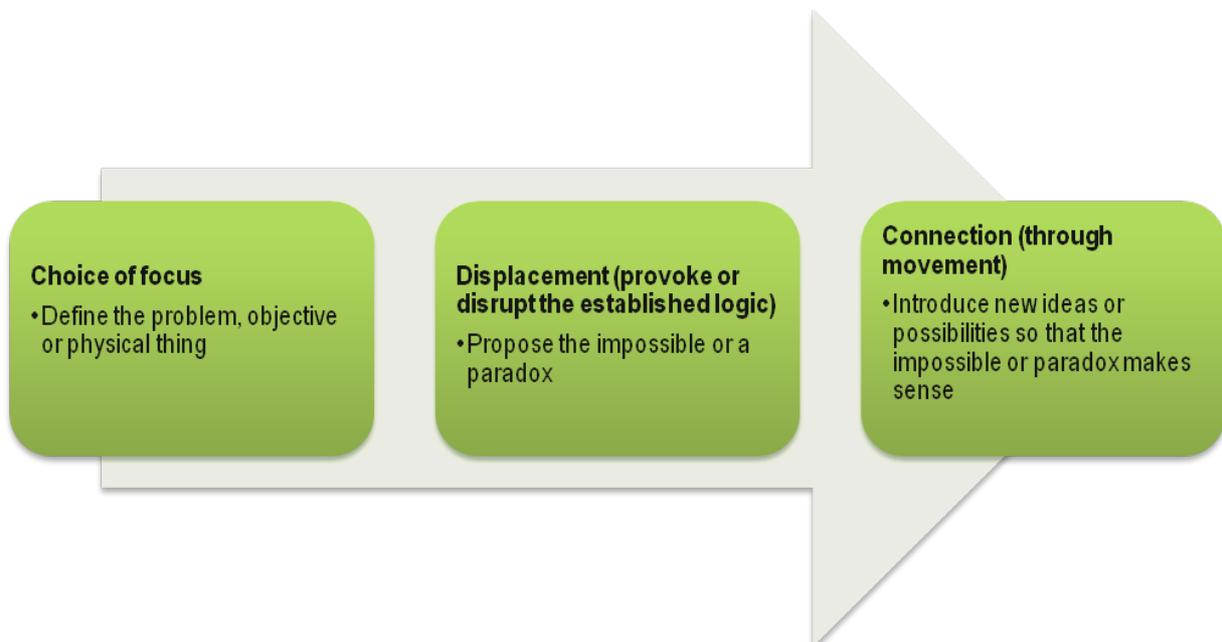 Choice of focus
•Define the problem, objective
or physical thing
Displacement (provoke or
disrupt the established logic)
•Propose the impossible or a
paradox
Connection (through
movement)
•Introduce new ideas or
possibilities so that the
impossible or paradox makes
sense